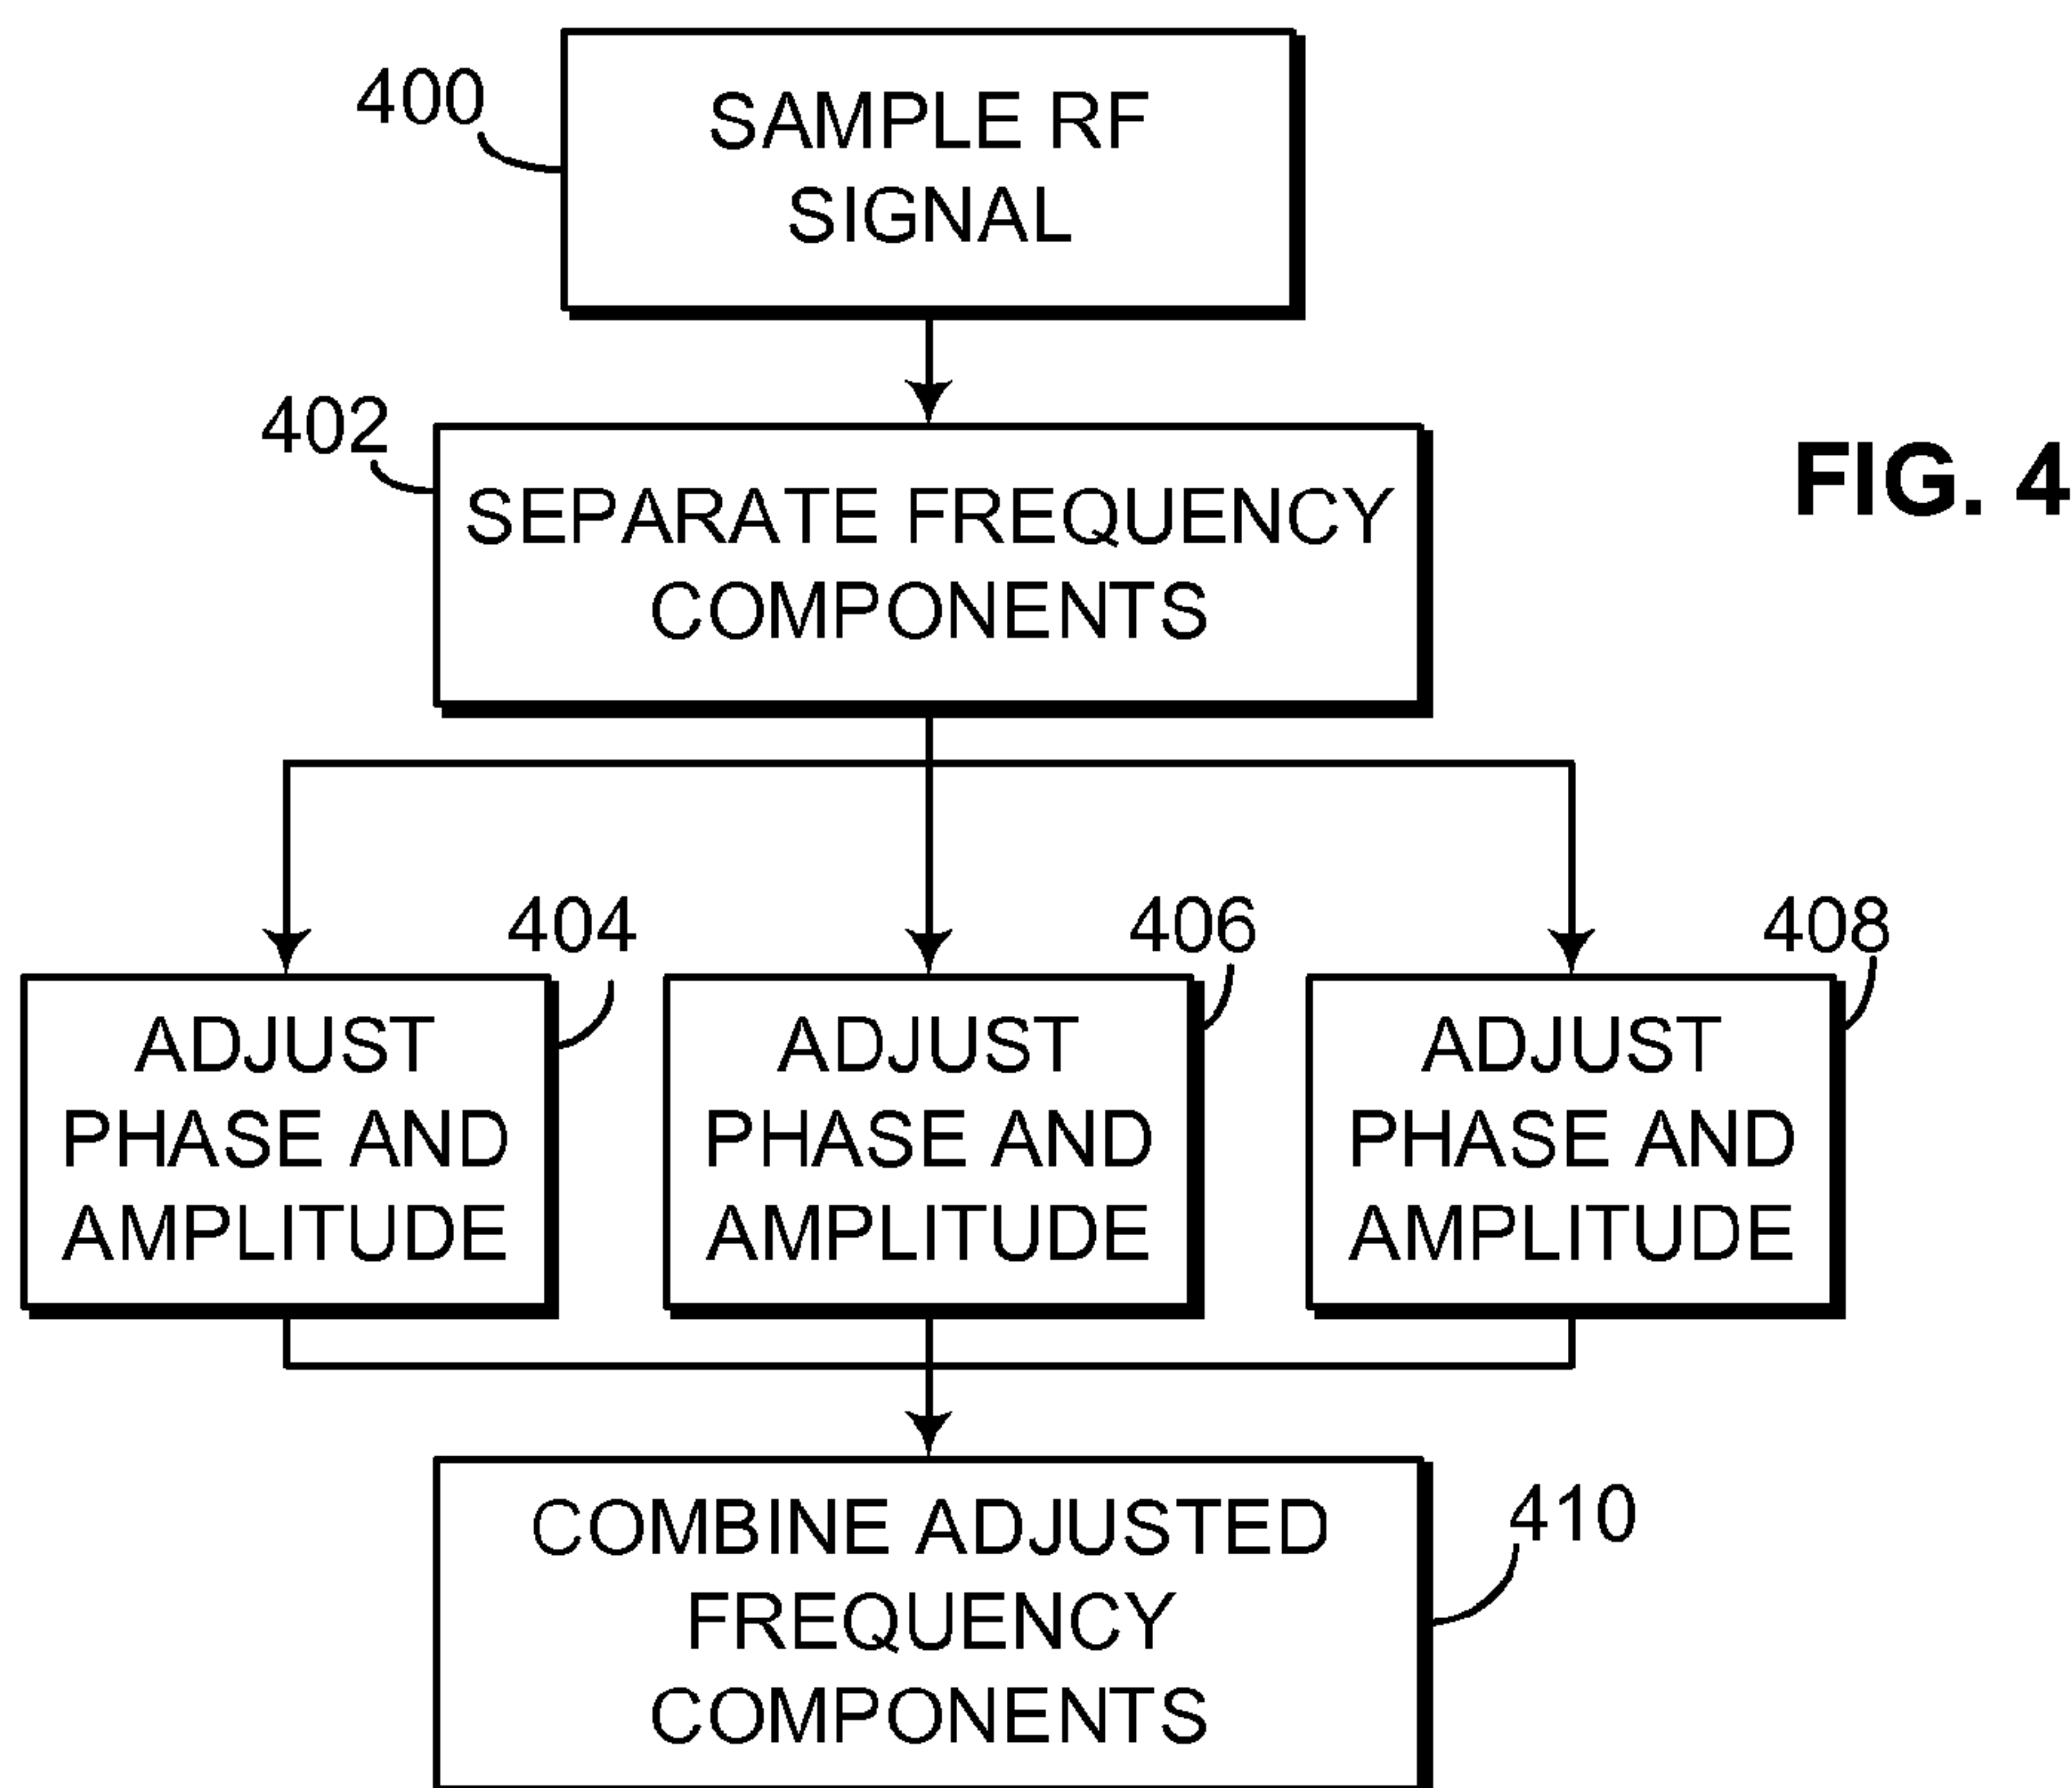 400
SAMPLE RF
SIGNAL
402
SEPARATE FREQUENCY
COMPONENTS
FIG. 4
404
ADJUST
PHASE AND
AMPLITUDE
406
ADJUST
PHASE AND
AMPLITUDE
408
ADJUST
PHASE AND
AMPLITUDE
COMBINE ADJUSTED
FREQUENCY
COMPONENTS
410